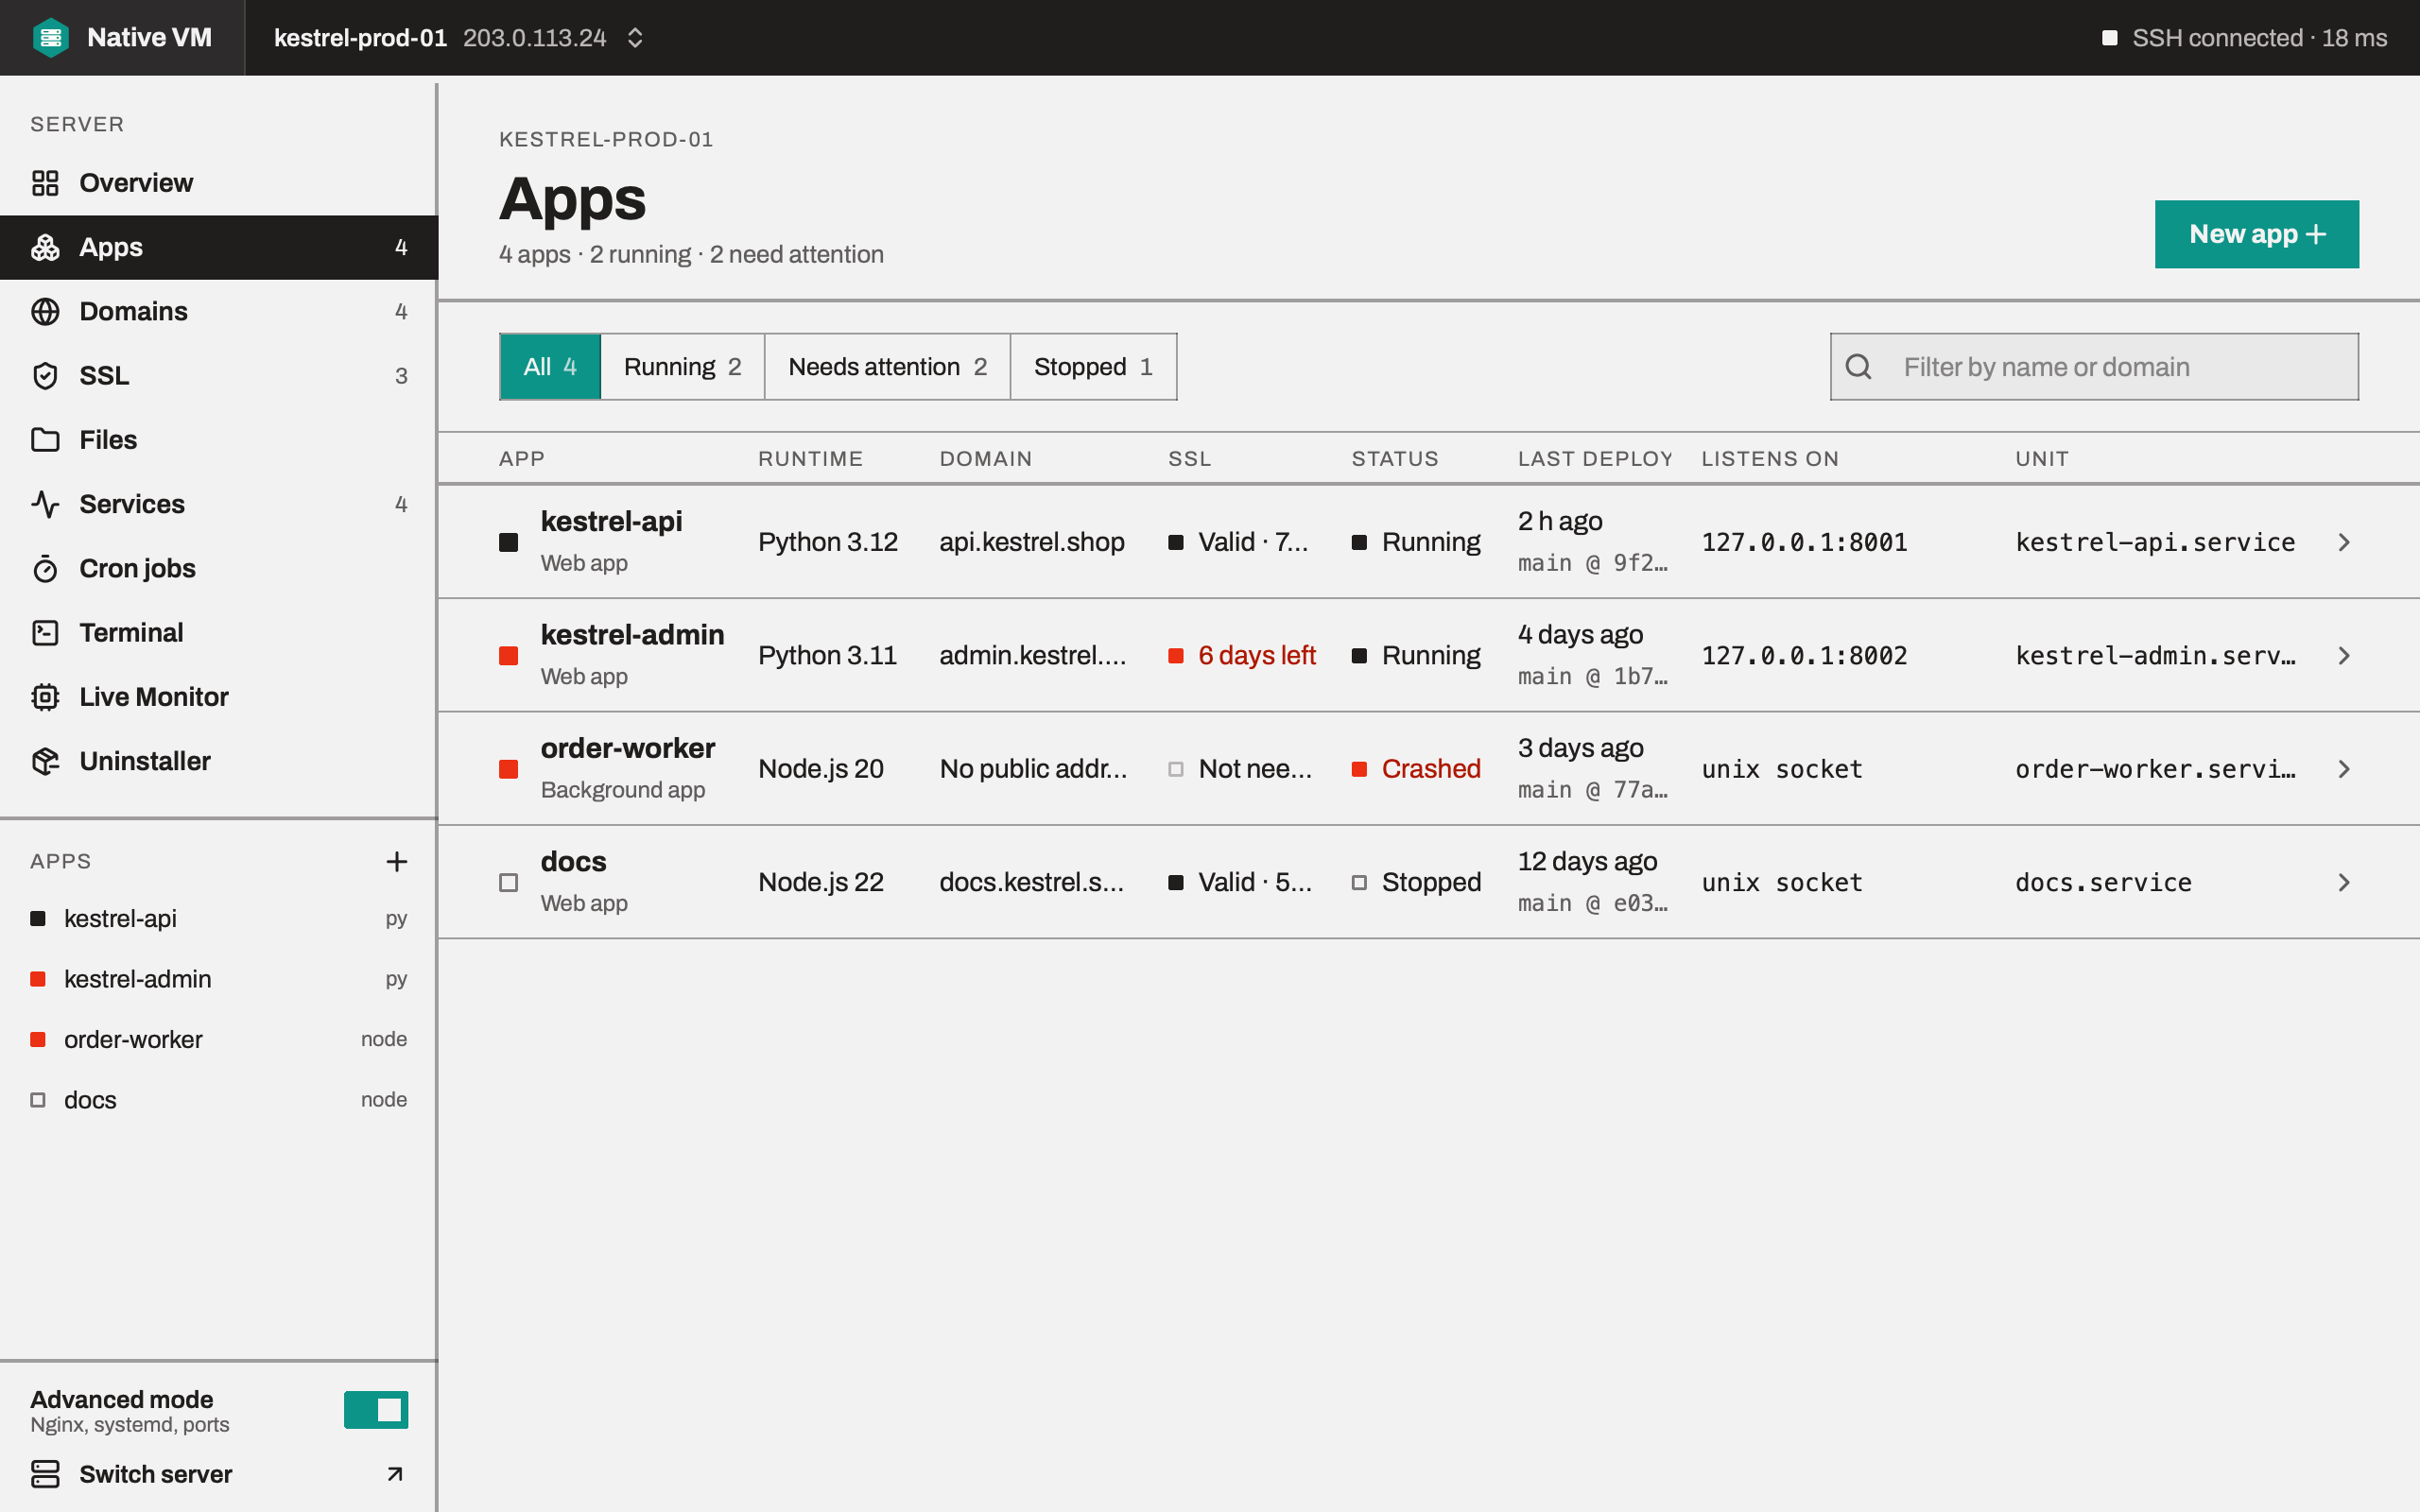 Native VM
kestrel-prod-01 203.0.113.24
SSH connected · 18 ms
SERVER
Overview
Apps 4
Domains 4
SSL 3
Files
Services 4
Cron jobs
Terminal
Live Monitor
Uninstaller
APPS
kestrel-api py
kestrel-admin py
order-worker node
docs node
Advanced mode
Nginx, systemd, ports
Switch server
KESTREL-PROD-01
Apps
4 apps · 2 running · 2 need attention
New app
All 4 Running 2 Needs attention 2 Stopped 1
Filter by name or domain
APP RUNTIME DOMAIN SSL STATUS LAST DEPLOY LISTENS ON UNIT
kestrel-api
Web app
Python 3.12 api.kestrel.shop Valid · 7... Running
2 h ago
main @ 9f2…
127.0.0.1:8001 kestrel-api.service
kestrel-admin
Web app
Python 3.11 admin.kestrel.... 6 days left Running
4 days ago
main @ 1b7…
127.0.0.1:8002 kestrel-admin.serv…
order-worker
Background app
Node.js 20 No public addr... Not nee... Crashed
3 days ago
main @ 77a…
unix socket order-worker.servi…
docs
Web app
Node.js 22 docs.kestrel.s... Valid · 5... Stopped
12 days ago
main @ e03…
unix socket docs.service